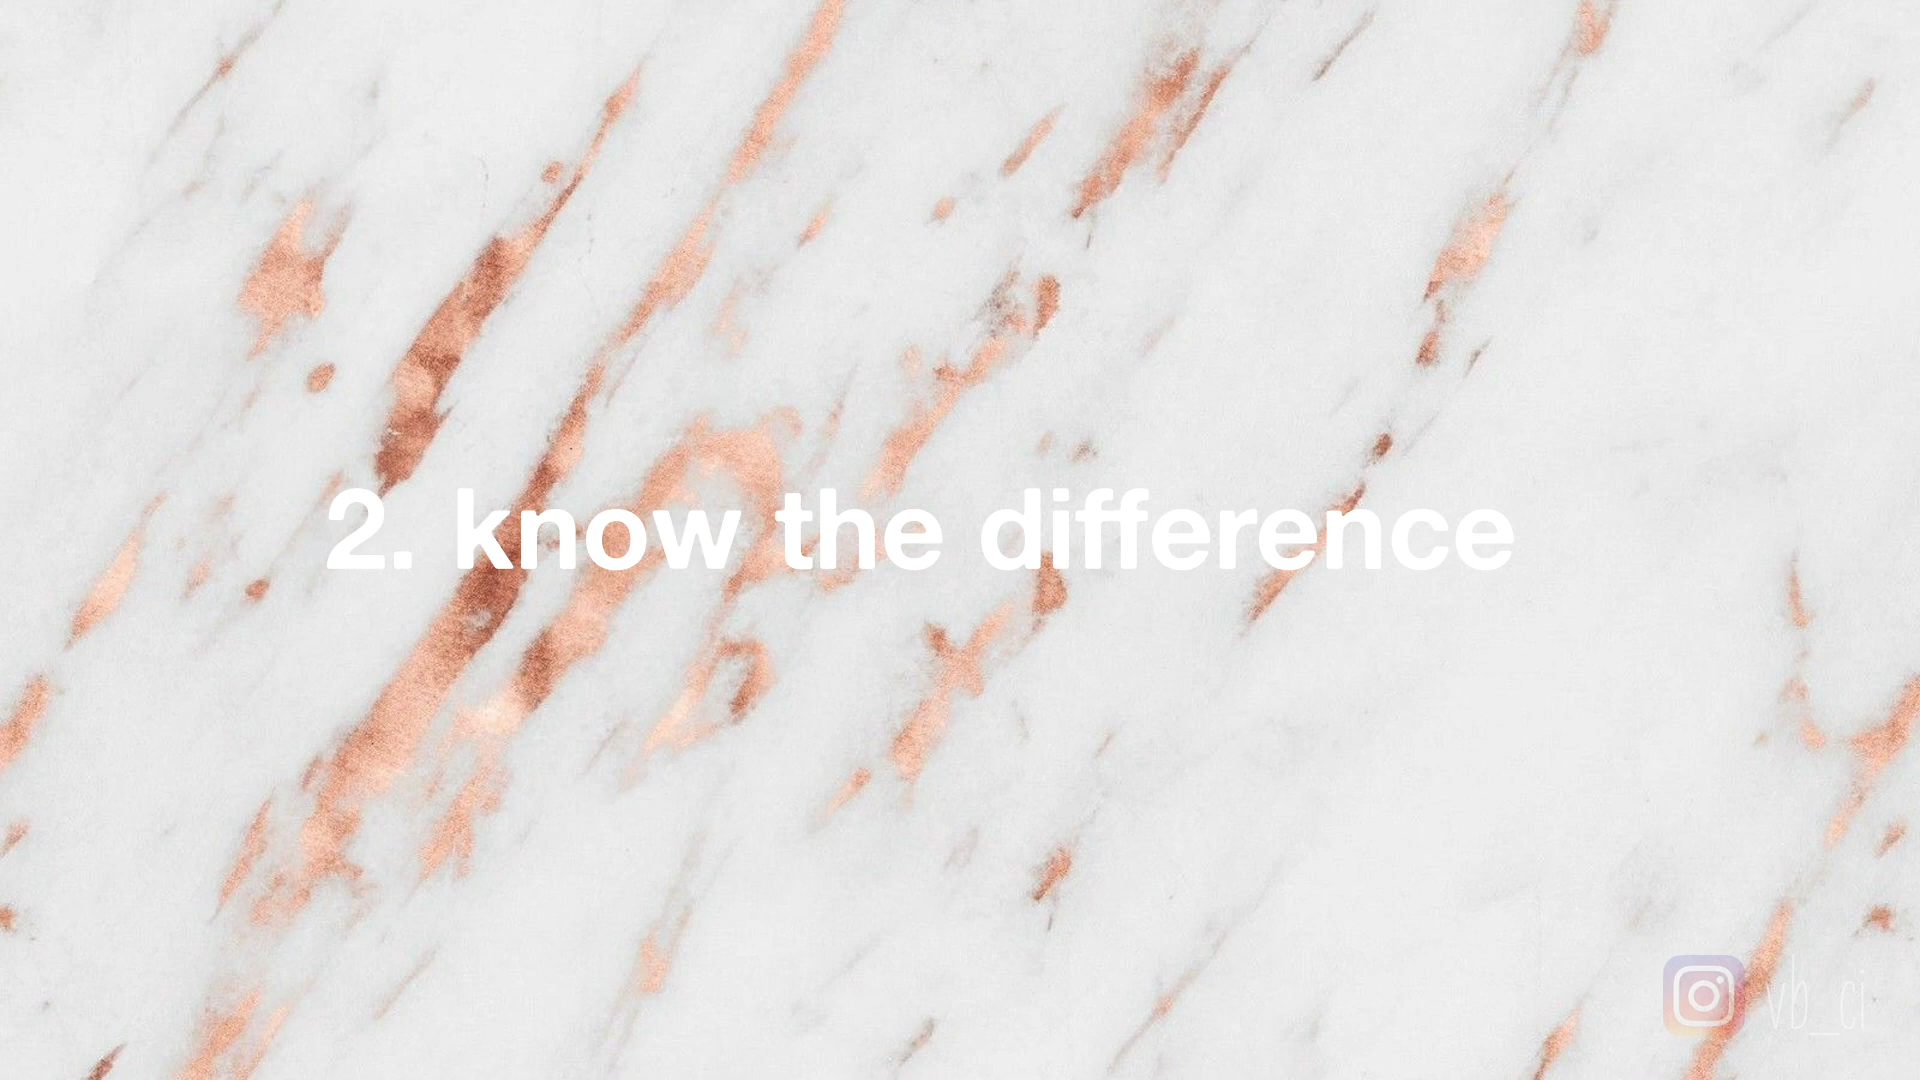 2. know the difference
vb_ci